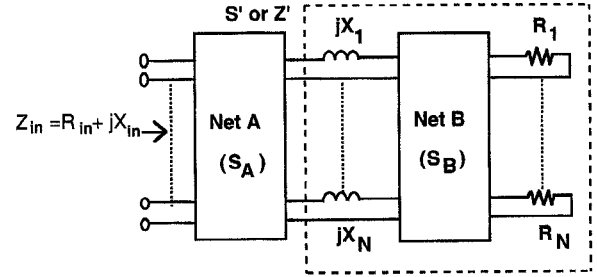 S' or Z'
jX1
R1
Zin =Rin+ jXin
Net A
(SA)
Net B
(SB)
jXN
RN